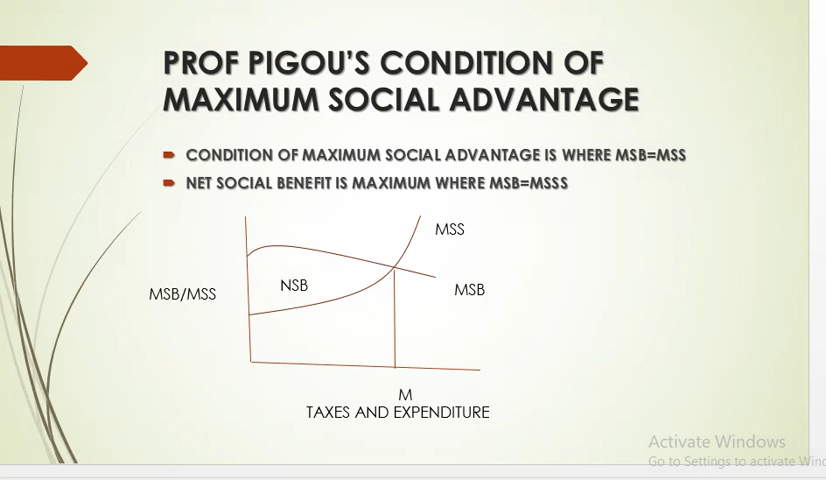 PROF PIGOU'S CONDITION OF
MAXIMUM SOCIAL ADVANTAGE
CONDITION OF MAXIMUM SOCIAL ADVANTAGE IS WHERE MSB=MSS
NET SOCIAL BENEFIT IS MAXIMUM WHERE MSB=MSSS
MSS
NSB
MSB
MSB/MSS
M
TAXES AND EXPENDITURE
Activate Windows
Go to Settings to activate Wind